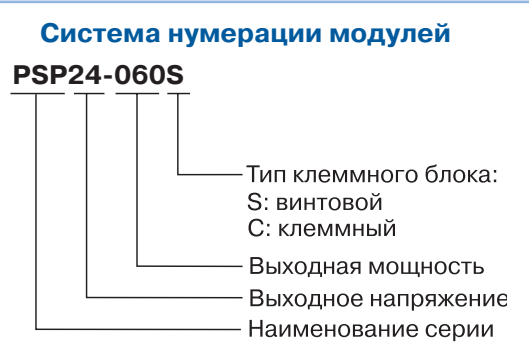 Система нумерации модулей
PSP24-060S
Тип клеммного блока:
S: винтовой
C: клеммный
Выходная мощность
Выходное напряжение
Наименование серии